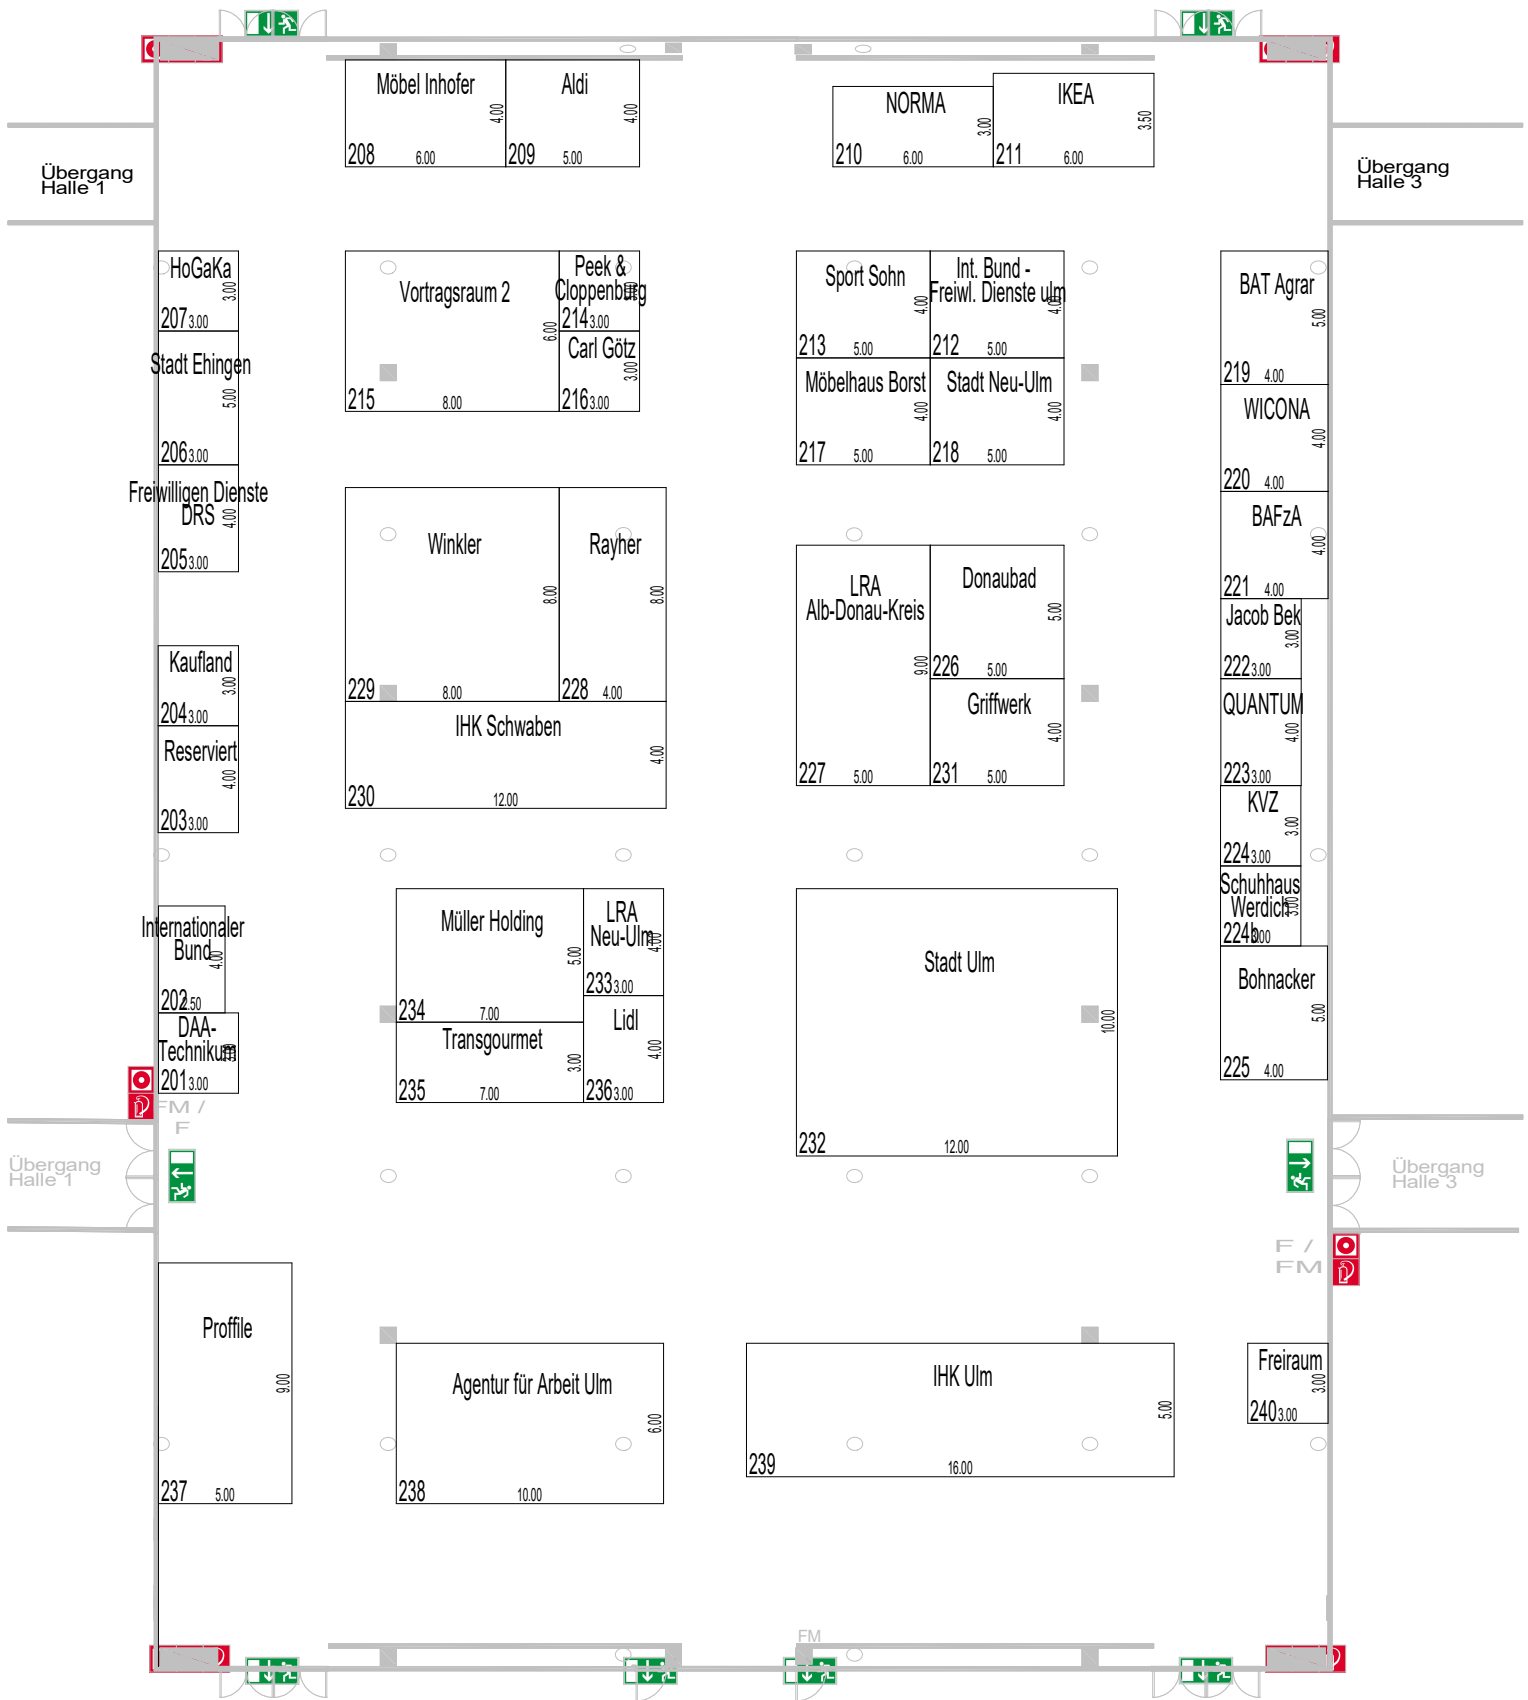 Möbel Inhofer
4.00
208
6.00
Aldi
4.00
209
5.00
NORMA
3.00
210
6.00
IKEA
3.50
211
6.00
Übergang
Halle 1
Übergang
Halle 3
HoGaKa
3.00
207
3.00
Stadt Ehingen
5.00
206
3.00
Freiwilligen Dienste
DRS
4.00
205
3.00
Vortragsraum 2
6.00
215
8.00
Peek &
Cloppenburg
214
3.00
Carl Götz
3.00
216
3.00
Sport Sohn
4.00
213
5.00
Int. Bund -
Freiwl. Dienste ulm
4.00
212
5.00
Möbelhaus Borst
4.00
217
5.00
Stadt Neu-Ulm
4.00
218
5.00
BAT Agrar
5.00
219
4.00
WICONA
4.00
220
4.00
BAFzA
4.00
221
4.00
Jacob Bek
3.00
222
3.00
QUANTUM
4.00
223
3.00
KVZ
3.00
224
3.00
Schuhhaus
Werdich
3.00
224b
3.00
Bohnacker
5.00
225
4.00
Winkler
8.00
229
8.00
Rayher
8.00
228
4.00
IHK Schwaben
4.00
230
12.00
LRA
Alb-Donau-Kreis
9.00
227
5.00
Donaubad
5.00
226
5.00
Griffwerk
4.00
231
5.00
Kaufland
3.00
204
3.00
Reserviert
4.00
203
3.00
Internationaler
Bund
4.00
202
2.50
DAA-
Technikum
3.00
201
3.00
Müller Holding
5.00
234
7.00
LRA
Neu-Ulm
4.00
233
3.00
Transgourmet
3.00
235
7.00
Lidl
4.00
236
3.00
Stadt Ulm
10.00
232
12.00
FM /
F
Übergang
Halle 1
Übergang
Halle 3
F /
FM
Proffile
9.00
237
5.00
Agentur für Arbeit Ulm
6.00
238
10.00
IHK Ulm
5.00
239
16.00
Freiraum
3.00
240
3.00
FM